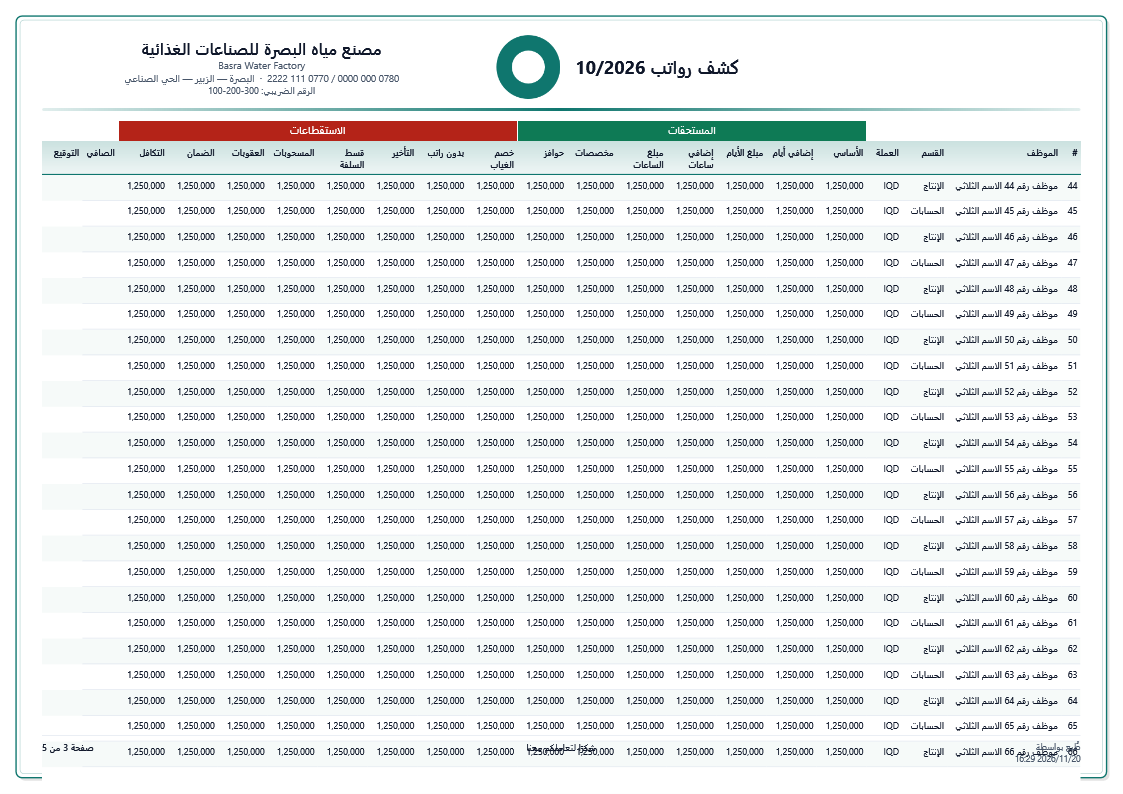 كشف رواتب 10/2026
مصنع مياه البصرة للصناعات الغذائية
Basra Water Factory
البصرة — الزبير — الحي الصناعي · 0770 111 2222 / 0780 000 0000
الرقم الضريبي: 300-200-100
المستحقات الاستقطاعات
# الموظف القسم العملة الأساسي إضافي أيام مبلغ الأيام إضافي ساعات مبلغ الساعات مخصصات حوافز خصم الغياب بدون راتب التأخير قسط السلفة المسحوبات العقوبات الضمان التكافل الصافي التوقيع
44 موظف رقم 44 الاسم الثلاثي الإنتاج IQD 1,250,000 1,250,000 1,250,000 1,250,000 1,250,000 1,250,000 1,250,000 1,250,000 1,250,000 1,250,000 1,250,000 1,250,000 1,250,000 1,250,000 1,250,000
45 موظف رقم 45 الاسم الثلاثي الحسابات IQD 1,250,000 1,250,000 1,250,000 1,250,000 1,250,000 1,250,000 1,250,000 1,250,000 1,250,000 1,250,000 1,250,000 1,250,000 1,250,000 1,250,000 1,250,000
46 موظف رقم 46 الاسم الثلاثي الإنتاج IQD 1,250,000 1,250,000 1,250,000 1,250,000 1,250,000 1,250,000 1,250,000 1,250,000 1,250,000 1,250,000 1,250,000 1,250,000 1,250,000 1,250,000 1,250,000
47 موظف رقم 47 الاسم الثلاثي الحسابات IQD 1,250,000 1,250,000 1,250,000 1,250,000 1,250,000 1,250,000 1,250,000 1,250,000 1,250,000 1,250,000 1,250,000 1,250,000 1,250,000 1,250,000 1,250,000
48 موظف رقم 48 الاسم الثلاثي الإنتاج IQD 1,250,000 1,250,000 1,250,000 1,250,000 1,250,000 1,250,000 1,250,000 1,250,000 1,250,000 1,250,000 1,250,000 1,250,000 1,250,000 1,250,000 1,250,000
49 موظف رقم 49 الاسم الثلاثي الحسابات IQD 1,250,000 1,250,000 1,250,000 1,250,000 1,250,000 1,250,000 1,250,000 1,250,000 1,250,000 1,250,000 1,250,000 1,250,000 1,250,000 1,250,000 1,250,000
50 موظف رقم 50 الاسم الثلاثي الإنتاج IQD 1,250,000 1,250,000 1,250,000 1,250,000 1,250,000 1,250,000 1,250,000 1,250,000 1,250,000 1,250,000 1,250,000 1,250,000 1,250,000 1,250,000 1,250,000
51 موظف رقم 51 الاسم الثلاثي الحسابات IQD 1,250,000 1,250,000 1,250,000 1,250,000 1,250,000 1,250,000 1,250,000 1,250,000 1,250,000 1,250,000 1,250,000 1,250,000 1,250,000 1,250,000 1,250,000
52 موظف رقم 52 الاسم الثلاثي الإنتاج IQD 1,250,000 1,250,000 1,250,000 1,250,000 1,250,000 1,250,000 1,250,000 1,250,000 1,250,000 1,250,000 1,250,000 1,250,000 1,250,000 1,250,000 1,250,000
53 موظف رقم 53 الاسم الثلاثي الحسابات IQD 1,250,000 1,250,000 1,250,000 1,250,000 1,250,000 1,250,000 1,250,000 1,250,000 1,250,000 1,250,000 1,250,000 1,250,000 1,250,000 1,250,000 1,250,000
54 موظف رقم 54 الاسم الثلاثي الإنتاج IQD 1,250,000 1,250,000 1,250,000 1,250,000 1,250,000 1,250,000 1,250,000 1,250,000 1,250,000 1,250,000 1,250,000 1,250,000 1,250,000 1,250,000 1,250,000
55 موظف رقم 55 الاسم الثلاثي الحسابات IQD 1,250,000 1,250,000 1,250,000 1,250,000 1,250,000 1,250,000 1,250,000 1,250,000 1,250,000 1,250,000 1,250,000 1,250,000 1,250,000 1,250,000 1,250,000
56 موظف رقم 56 الاسم الثلاثي الإنتاج IQD 1,250,000 1,250,000 1,250,000 1,250,000 1,250,000 1,250,000 1,250,000 1,250,000 1,250,000 1,250,000 1,250,000 1,250,000 1,250,000 1,250,000 1,250,000
57 موظف رقم 57 الاسم الثلاثي الحسابات IQD 1,250,000 1,250,000 1,250,000 1,250,000 1,250,000 1,250,000 1,250,000 1,250,000 1,250,000 1,250,000 1,250,000 1,250,000 1,250,000 1,250,000 1,250,000
58 موظف رقم 58 الاسم الثلاثي الإنتاج IQD 1,250,000 1,250,000 1,250,000 1,250,000 1,250,000 1,250,000 1,250,000 1,250,000 1,250,000 1,250,000 1,250,000 1,250,000 1,250,000 1,250,000 1,250,000
59 موظف رقم 59 الاسم الثلاثي الحسابات IQD 1,250,000 1,250,000 1,250,000 1,250,000 1,250,000 1,250,000 1,250,000 1,250,000 1,250,000 1,250,000 1,250,000 1,250,000 1,250,000 1,250,000 1,250,000
60 موظف رقم 60 الاسم الثلاثي الإنتاج IQD 1,250,000 1,250,000 1,250,000 1,250,000 1,250,000 1,250,000 1,250,000 1,250,000 1,250,000 1,250,000 1,250,000 1,250,000 1,250,000 1,250,000 1,250,000
61 موظف رقم 61 الاسم الثلاثي الحسابات IQD 1,250,000 1,250,000 1,250,000 1,250,000 1,250,000 1,250,000 1,250,000 1,250,000 1,250,000 1,250,000 1,250,000 1,250,000 1,250,000 1,250,000 1,250,000
62 موظف رقم 62 الاسم الثلاثي الإنتاج IQD 1,250,000 1,250,000 1,250,000 1,250,000 1,250,000 1,250,000 1,250,000 1,250,000 1,250,000 1,250,000 1,250,000 1,250,000 1,250,000 1,250,000 1,250,000
63 موظف رقم 63 الاسم الثلاثي الحسابات IQD 1,250,000 1,250,000 1,250,000 1,250,000 1,250,000 1,250,000 1,250,000 1,250,000 1,250,000 1,250,000 1,250,000 1,250,000 1,250,000 1,250,000 1,250,000
64 موظف رقم 64 الاسم الثلاثي الإنتاج IQD 1,250,000 1,250,000 1,250,000 1,250,000 1,250,000 1,250,000 1,250,000 1,250,000 1,250,000 1,250,000 1,250,000 1,250,000 1,250,000 1,250,000 1,250,000
65 موظف رقم 65 الاسم الثلاثي الحسابات IQD 1,250,000 1,250,000 1,250,000 1,250,000 1,250,000 1,250,000 1,250,000 1,250,000 1,250,000 1,250,000 1,250,000 1,250,000 1,250,000 1,250,000 1,250,000
66 موظف رقم 66 الاسم الثلاثي الإنتاج IQD 1,250,000 1,250,000 1,250,000 1,250,000 1,250,000 1,250,000 1,250,000 1,250,000 1,250,000 1,250,000 1,250,000 1,250,000 1,250,000 1,250,000 1,250,000
طُبع بواسطة
2026/11/20 16:29
شكرًا لتعاملكم معنا
صفحة 3 من 5